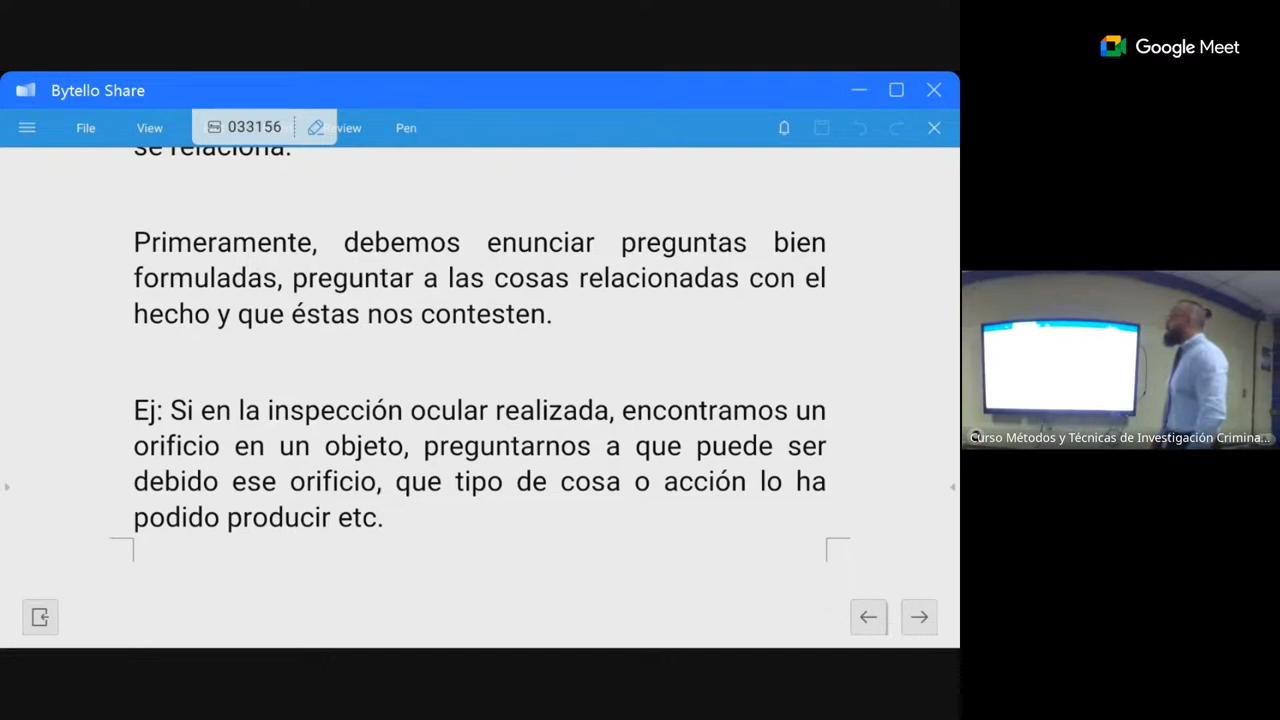 Google Meet
Bytello Share
File
View
033156
Review
Pen
se relaciona.
Primeramente, debemos enunciar preguntas bien
formuladas, preguntar a las cosas relacionadas con el
hecho y que éstas nos contesten.
Ej: Si en la inspección ocular realizada, encontramos un
orificio en un objeto, preguntarnos a que puede ser
debido ese orificio, que tipo de cosa o acción lo ha
podido producir etc.
Curso Métodos y Técnicas de Investigación Crimina...